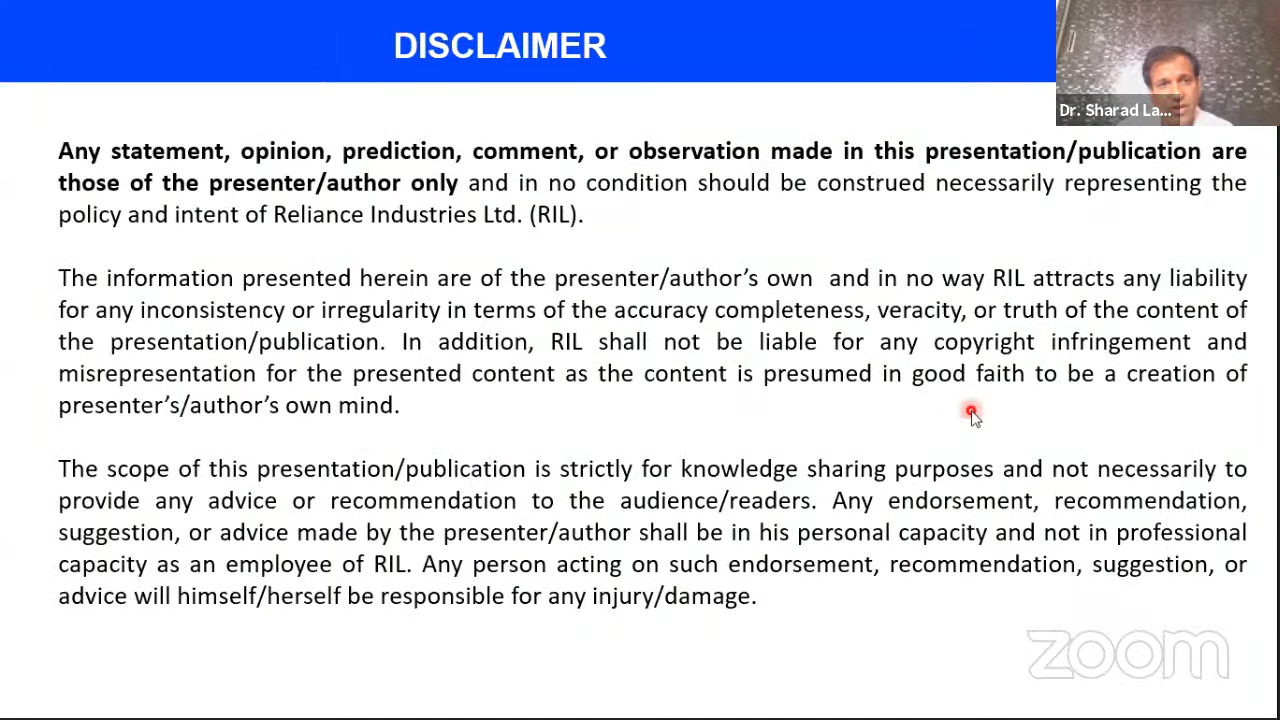 DISCLAIMER
Dr. Sharad La...
Any statement, opinion, prediction, comment, or observation made in this presentation/publication are
those of the presenter/author only and in no condition should be construed necessarily representing the
policy and intent of Reliance Industries Ltd. (RIL).
The information presented herein are of the presenter/author’s own and in no way RIL attracts any liability
for any inconsistency or irregularity in terms of the accuracy completeness, veracity, or truth of the content of
the presentation/publication. In addition, RIL shall not be liable for any copyright infringement and
misrepresentation for the presented content as the content is presumed in good faith to be a creation of
presenter’s/author’s own mind.
The scope of this presentation/publication is strictly for knowledge sharing purposes and not necessarily to
provide any advice or recommendation to the audience/readers. Any endorsement, recommendation,
suggestion, or advice made by the presenter/author shall be in his personal capacity and not in professional
capacity as an employee of RIL. Any person acting on such endorsement, recommendation, suggestion, or
advice will himself/herself be responsible for any injury/damage.
zoom